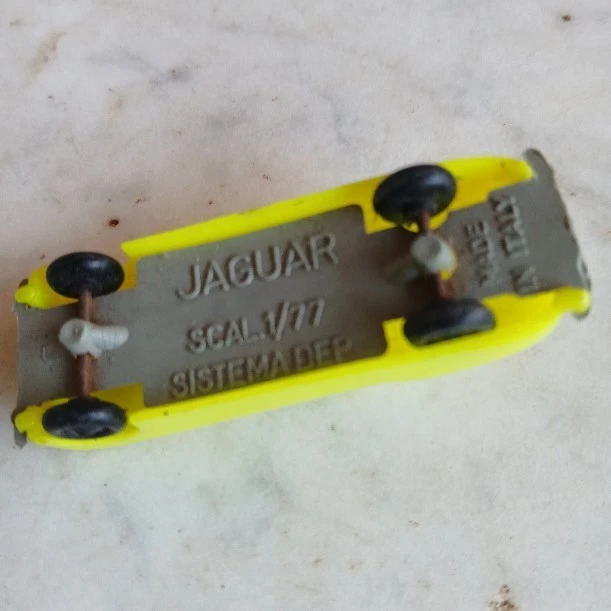 JAGUAR
SCAL.1/77
SISTEMA DEP
MADE
IN ITALY